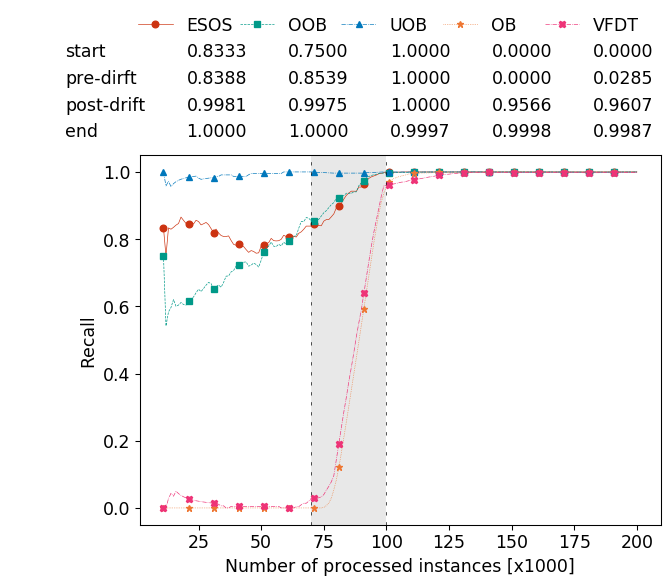 ESOS OOB UOB OB VFDT
start 0.8333 0.7500 1.0000 0.0000 0.0000
pre-dirft 0.8388 0.8539 1.0000 0.0000 0.0285
post-drift 0.9981 0.9975 1.0000 0.9566 0.9607
end 1.0000 1.0000 0.9997 0.9998 0.9987
1.0
0.8
0.6
0.4
0.2
0.0
Recall
25 50 75 100 125 150 175 200
Number of processed instances [x1000]